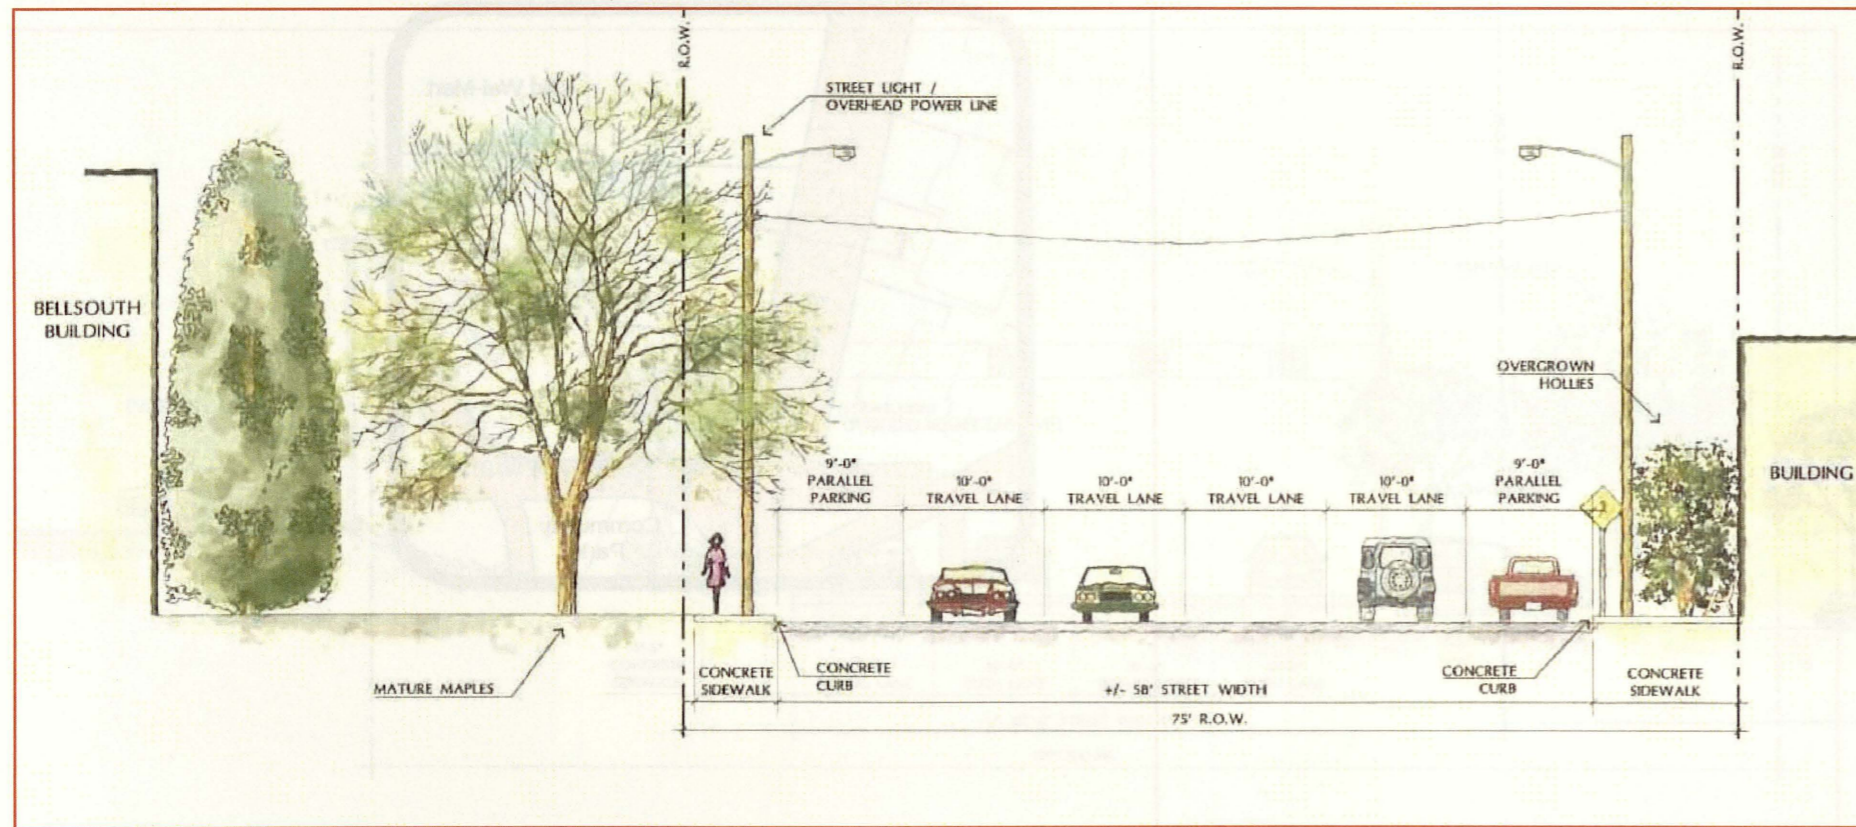 R.O.W.
R.O.W.
STREET LIGHT /
OVERHEAD POWER LINE
BELLSOUTH
BUILDING
OVERGROWN
HOLLIES
BUILDING
9'-0"
PARALLEL
PARKING
10'-0"
TRAVEL LANE
10'-0"
TRAVEL LANE
10'-0"
TRAVEL LANE
10'-0"
TRAVEL LANE
9'-0"
PARALLEL
PARKING
MATURE MAPLES
CONCRETE
SIDEWALK
CONCRETE
CURB
+/- 58' STREET WIDTH
CONCRETE
CURB
CONCRETE
SIDEWALK
75' R.O.W.